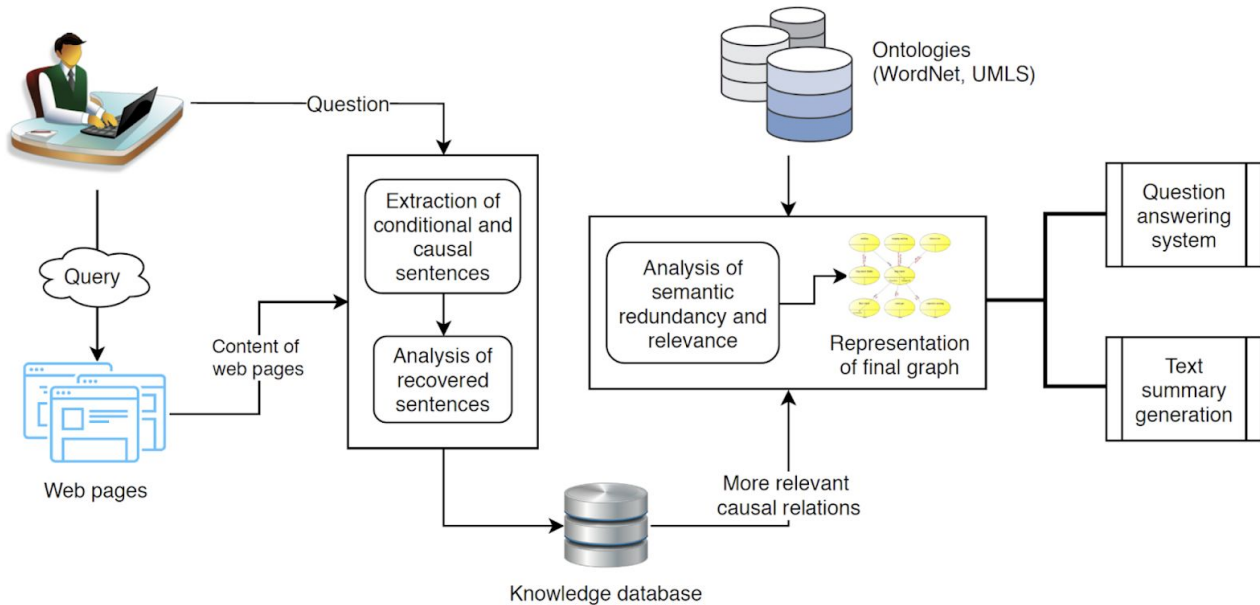 Question
Query
Content of
web pages
Web pages
Extraction of
conditional and
causal
sentences
Analysis of
recovered
sentences
Knowledge database
More relevant
causal relations
Ontologies
(WordNet, UMLS)
Analysis of
semantic
redundancy and
relevance
Representation
of final graph
Question
answering
system
Text
summary
generation